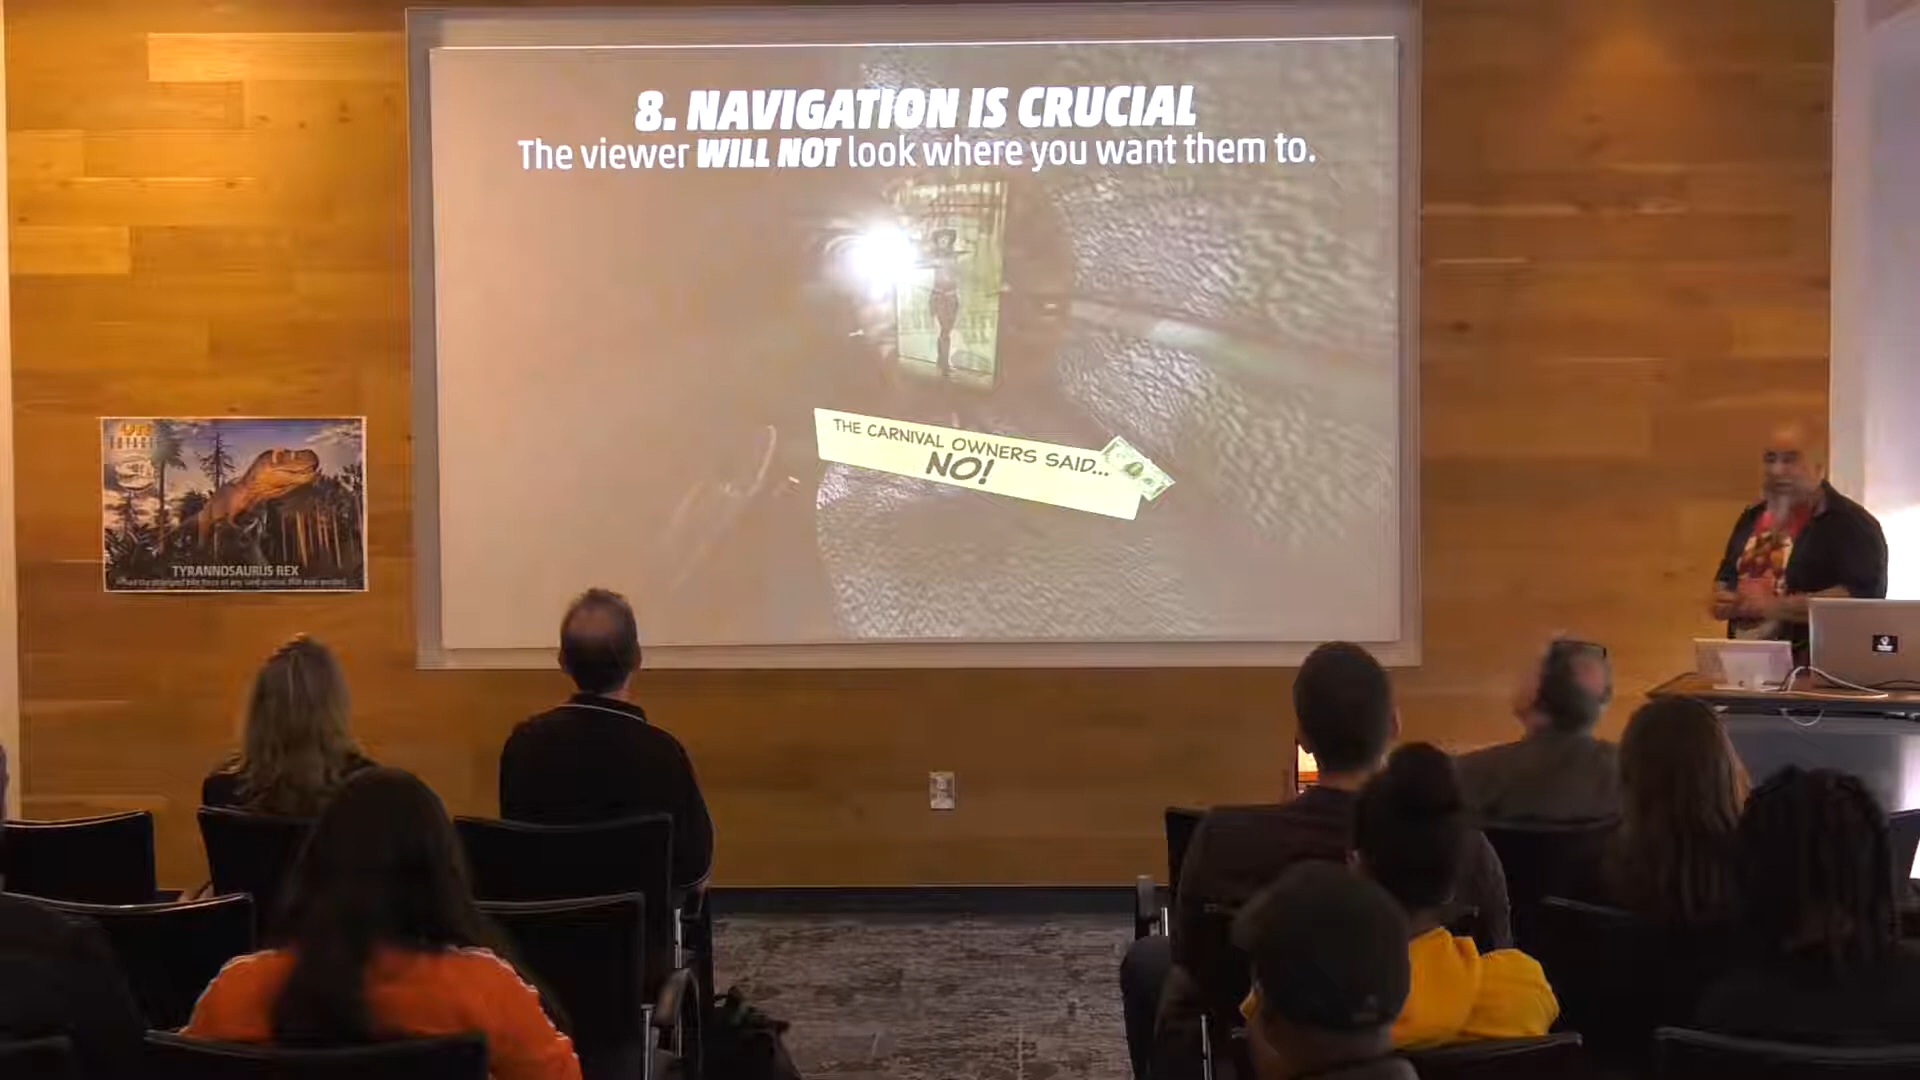 8. NAVIGATION IS CRUCIAL
The viewer WILL NOT look where you want them to.
THE CARNIVAL OWNERS SAID...
NO!
TYRANNOSAURUS REX